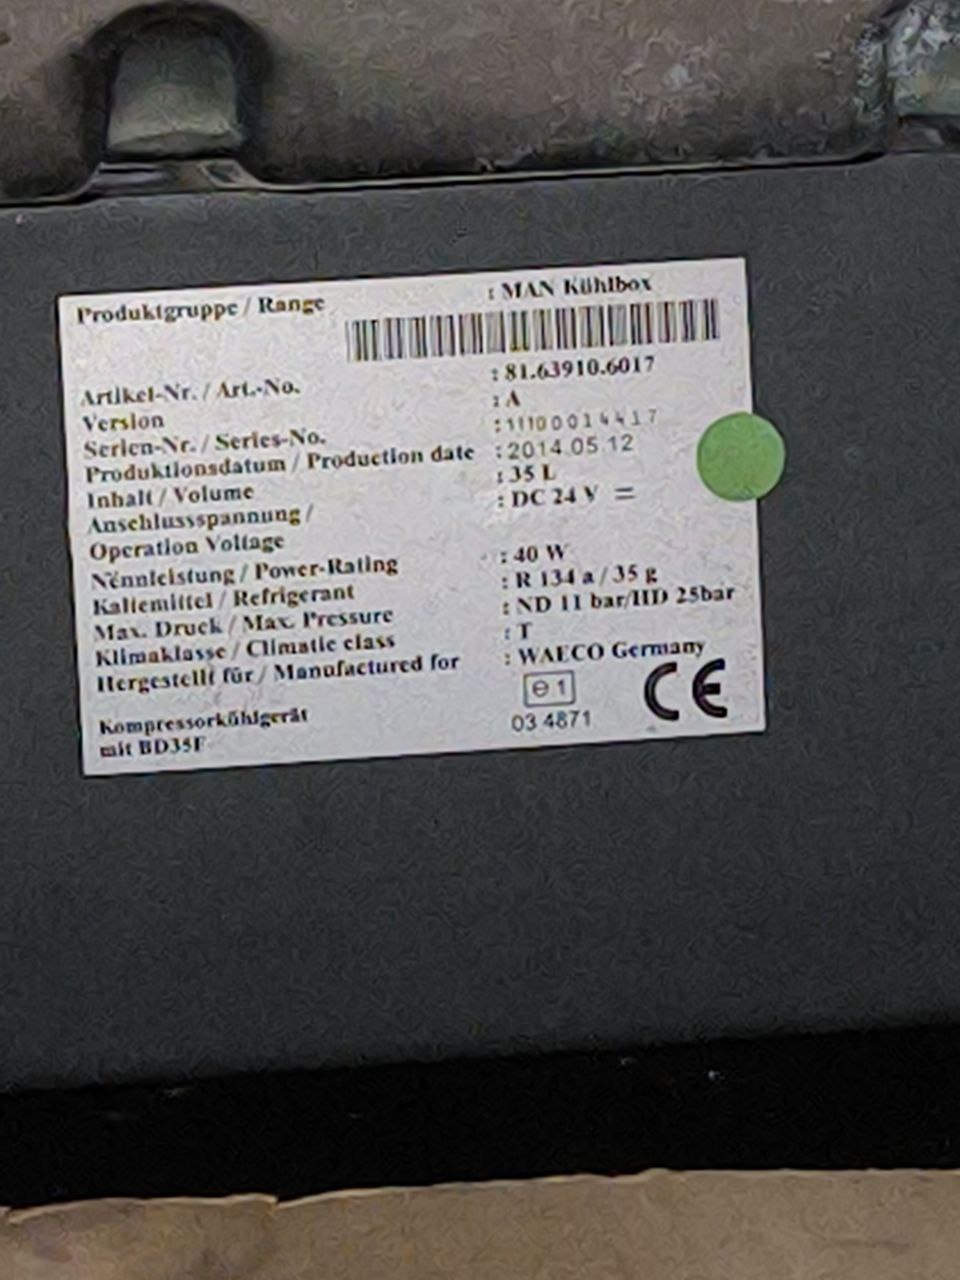 Produktgruppe / Range : MAN Kühlbox
Artikel-Nr. / Art.-No. : 81.63910.6017
Version : A
Serien-Nr. / Series-No. : 11100014417
Produktionsdatum / Production date : 2014.05.12
Inhalt / Volume : 35 L
Anschlussspannung / : DC 24 V
Operation Voltage
Nennleistung / Power-Rating : 40 W
Kältemittel / Refrigerant : R 134 a / 35 g
Max. Druck / Max. Pressure : ND 11 bar/HD 25bar
Klimaklasse / Climatic class : T
Hergestellt für / Manufactured for : WAECO Germany
e 1 CE
Kompressorkühlgerät 03 4871
mit BD35F